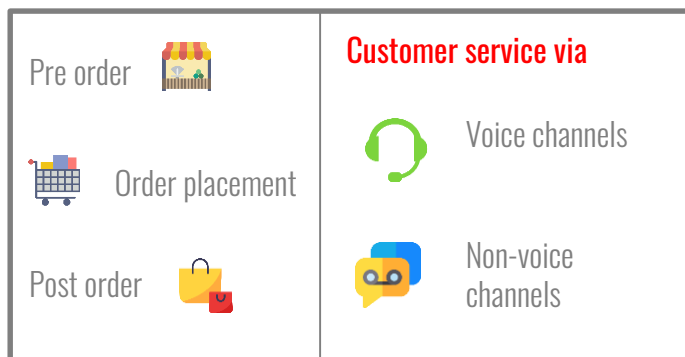 Pre order
Order placement
Post order
Customer service via
Voice channels
Non-voice
channels